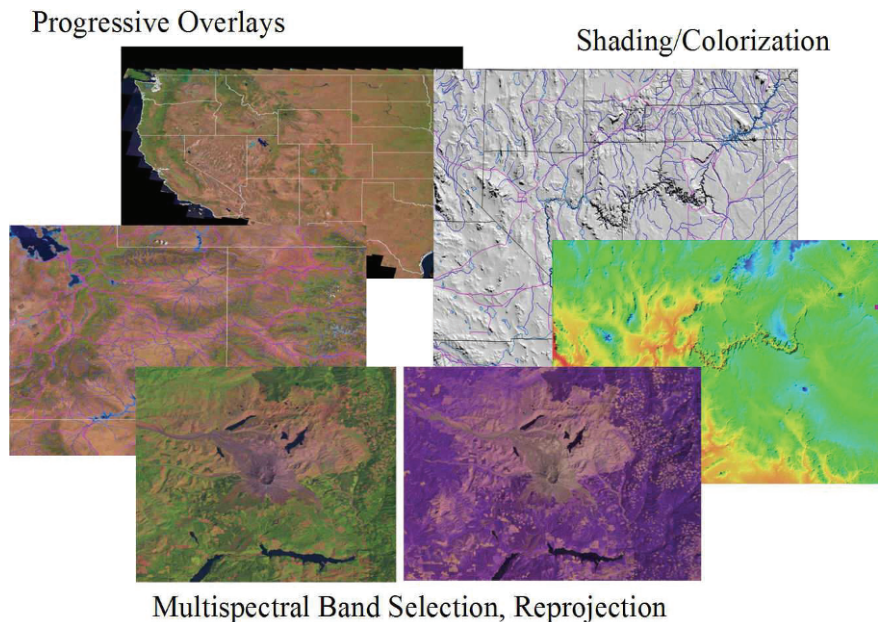 Progressive Overlays
Shading/Colorization
Multispectral Band Selection, Reprojection